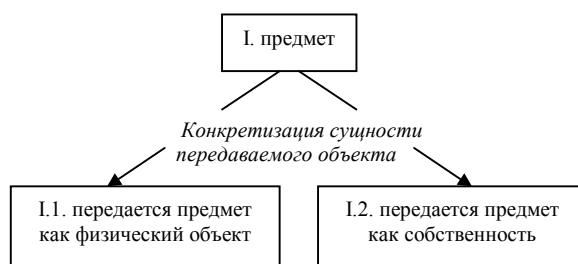 I. предмет
Конкретизация сущности
передаваемого объекта
I.1. передается предмет
как физический объект
I.2. передается предмет
как собственность